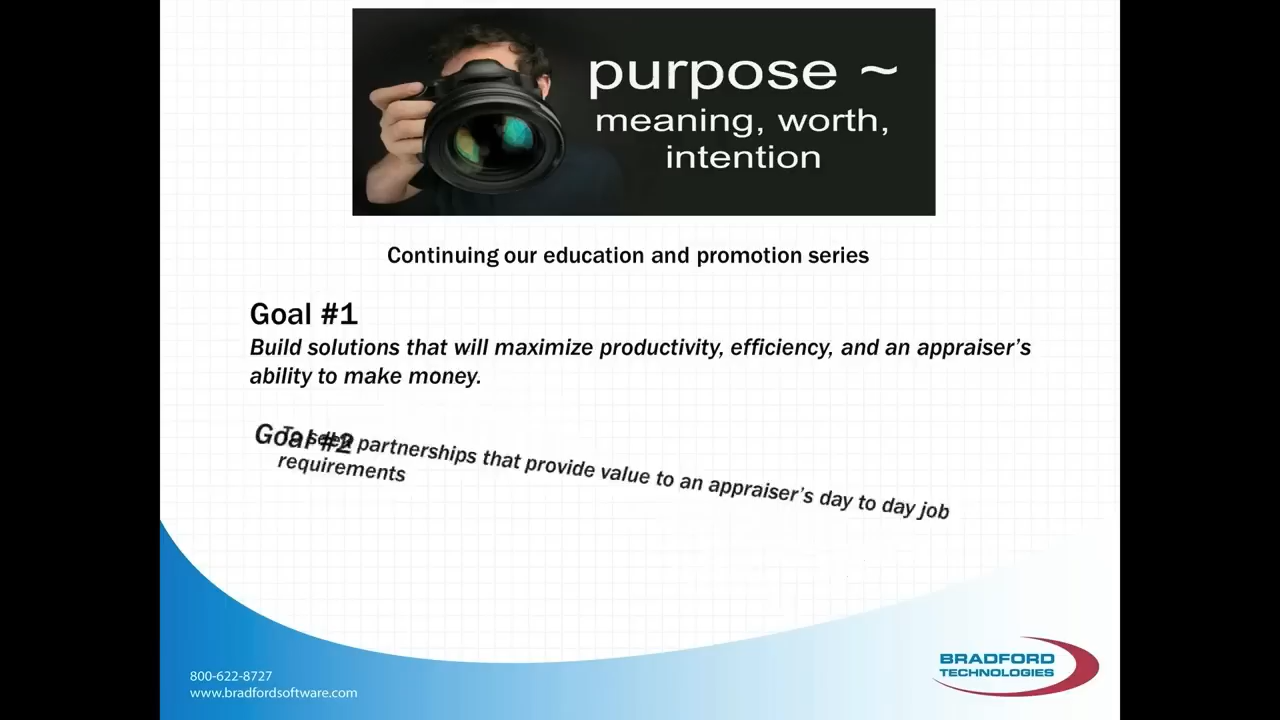 purpose ~
meaning, worth,
intention
Continuing our education and promotion series
Goal #1
Build solutions that will maximize productivity, efficiency, and an appraiser's
ability to make money.
Goal #2
To seek partnerships that provide value to an appraiser's day to day job
requirements
800-622-8727
www.bradfordsoftware.com
BRADFORD
TECHNOLOGIES